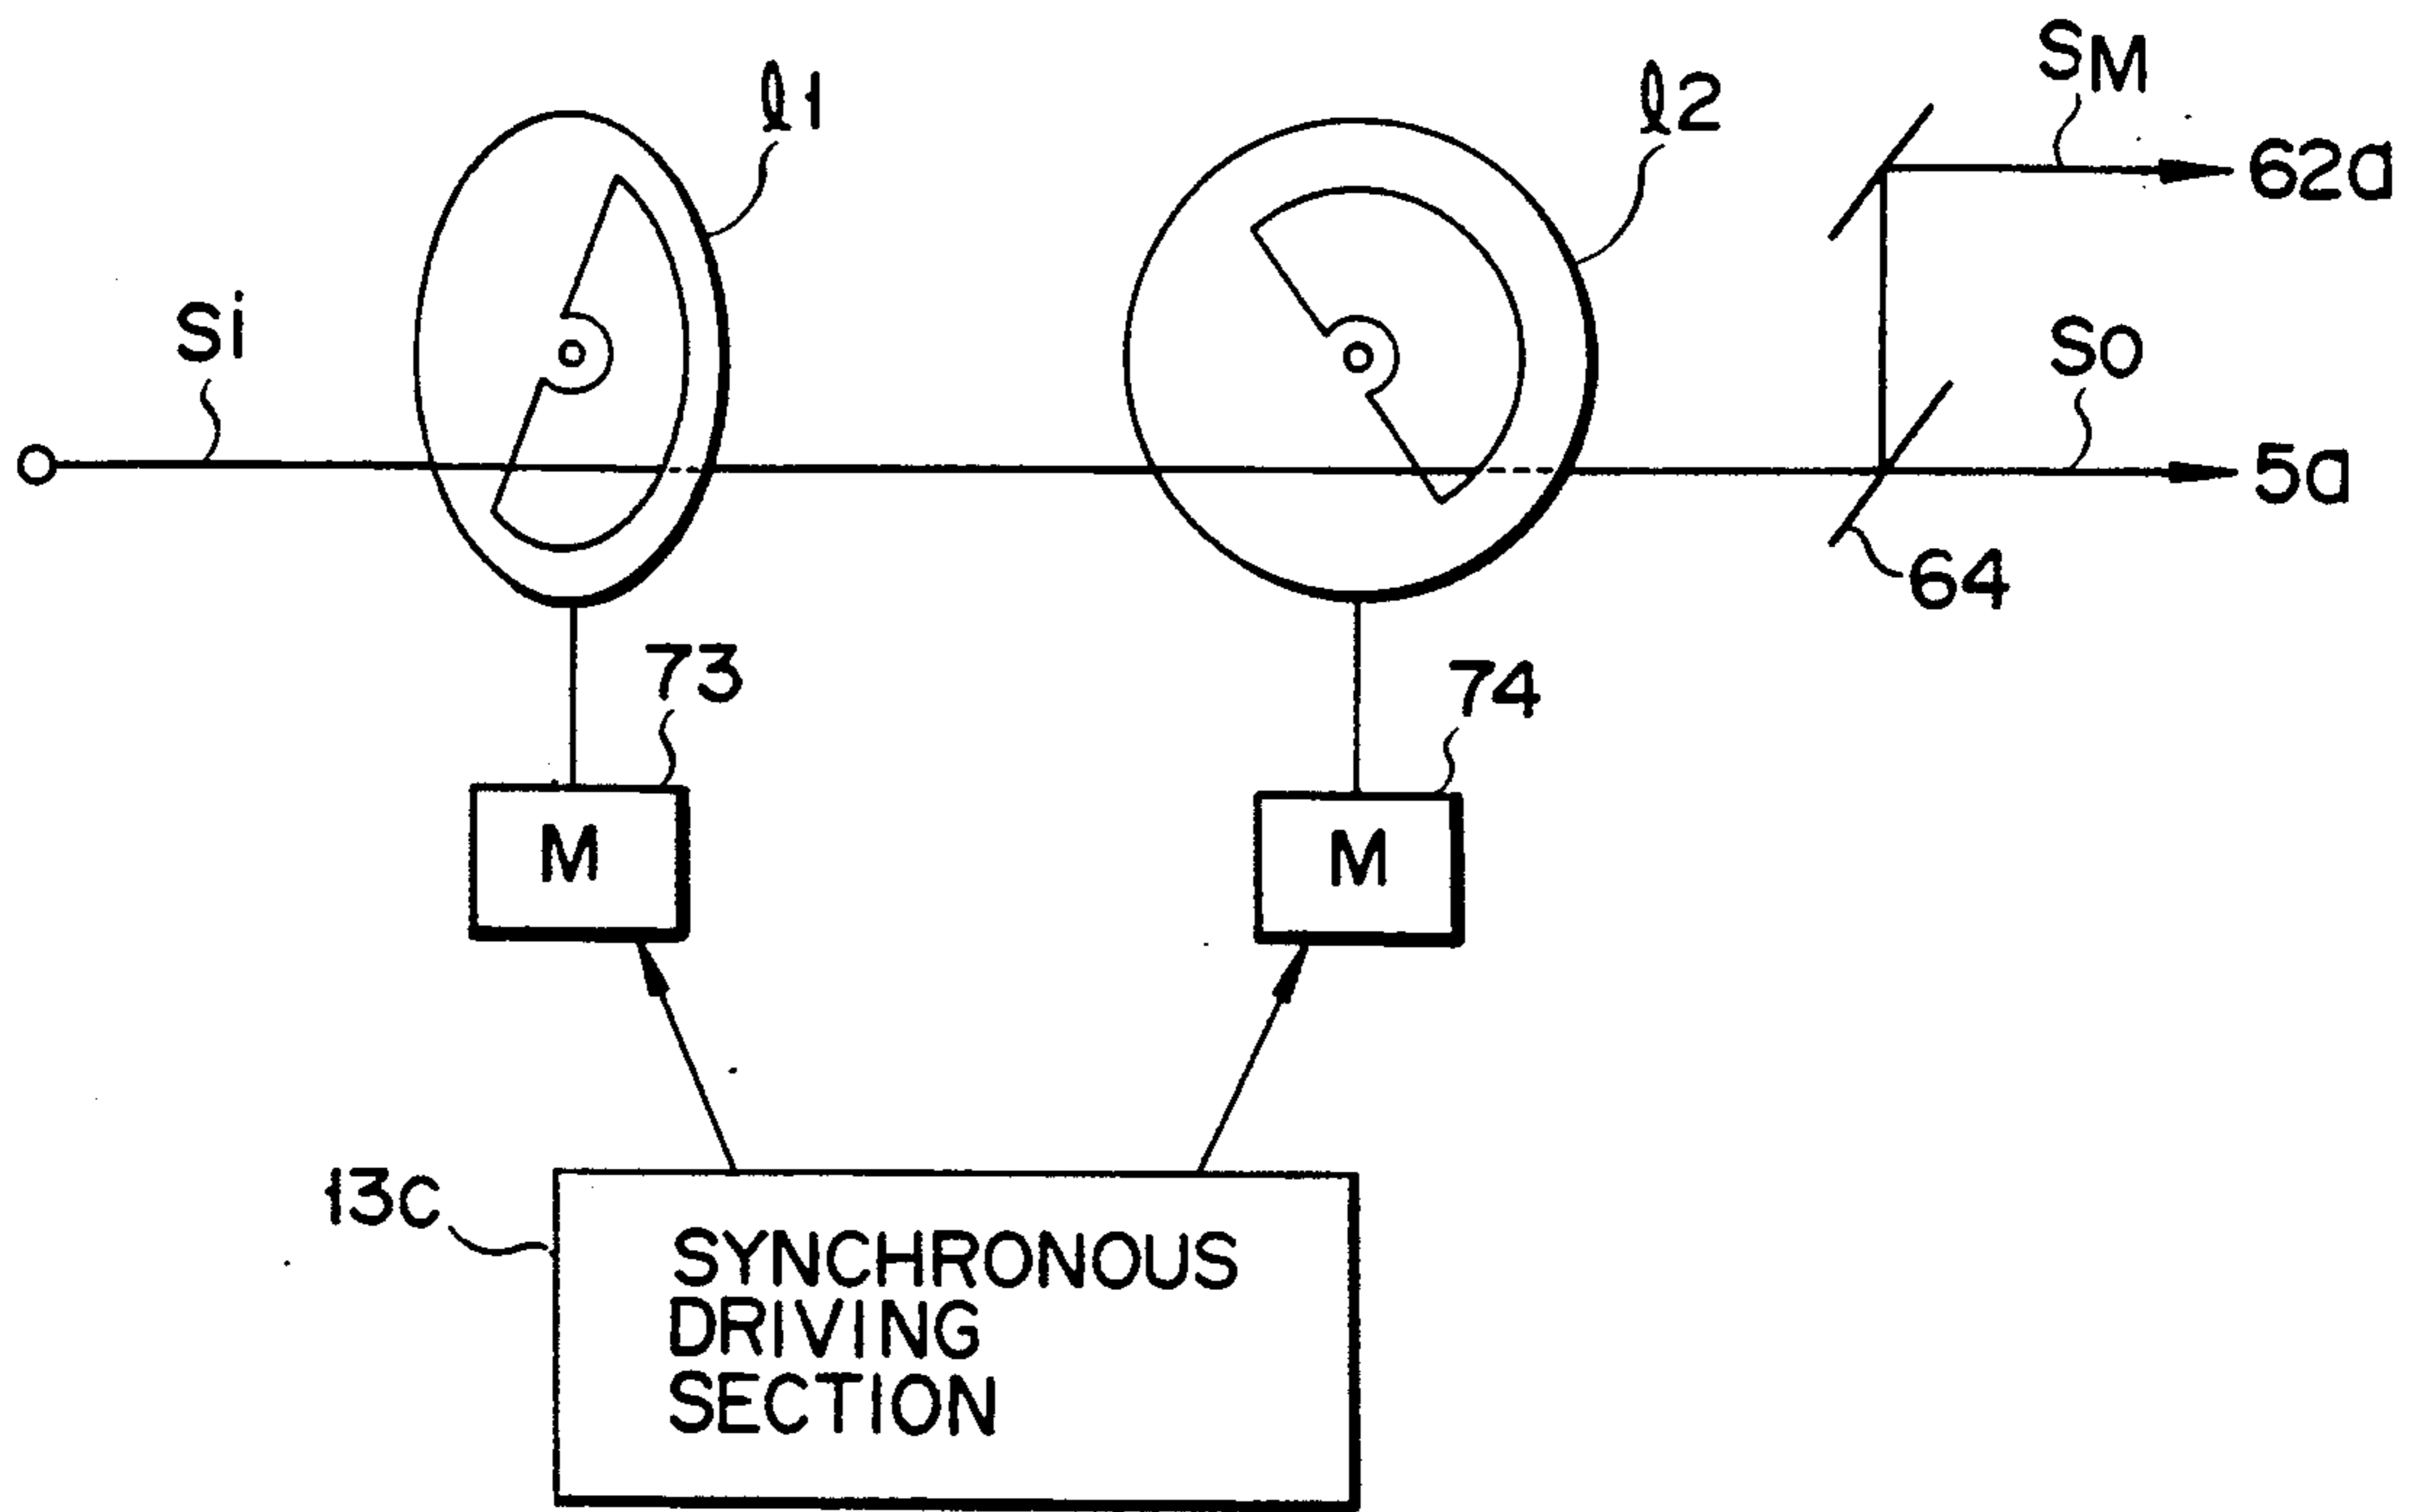 SM
ℓ1
ℓ2
62a
Si
So
5a
64
73
74
M
M
13c
SYNCHRONOUS
DRIVING
SECTION